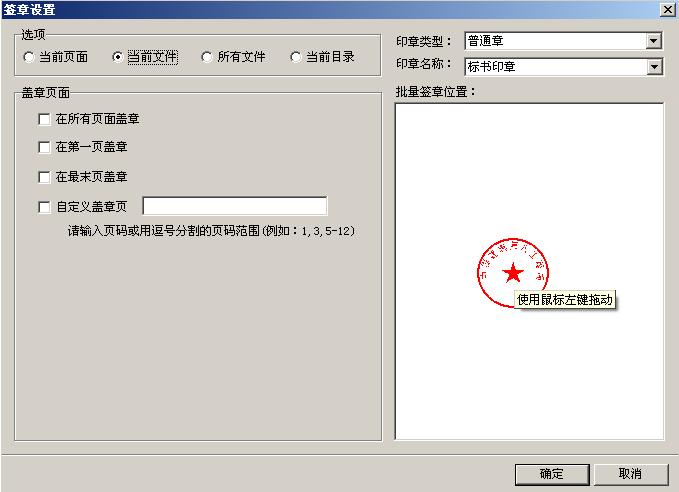 签章设置
选项
当前页面
当前文件
所有文件
当前目录
印章类型：
普通章
印章名称：
标书印章
盖章页面
在所有页面盖章
在第一页盖章
在最末页盖章
自定义盖章页
请输入页码或用逗号分割的页码范围(例如：1,3,5-12)
批量签章位置：
使用鼠标左键拖动
确定
取消